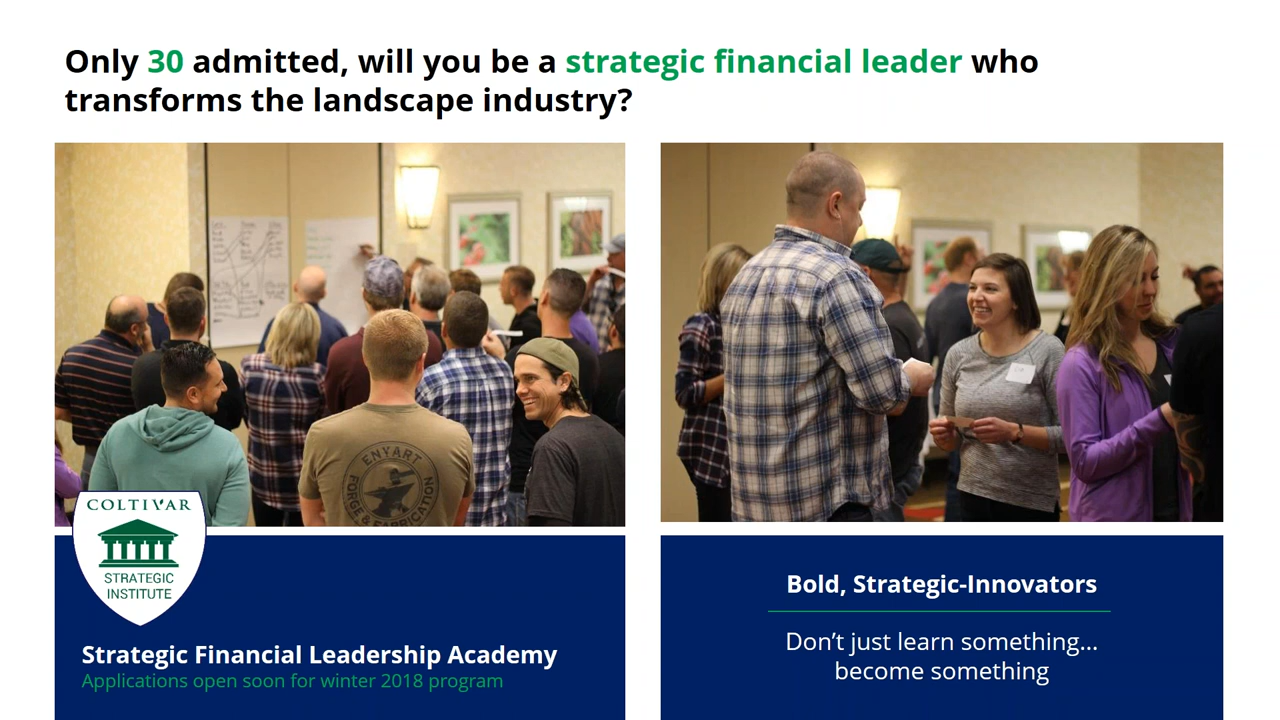 Only 30 admitted, will you be a strategic financial leader who
transforms the landscape industry?
ENYART
FORGE & FABRICATION
COLTIVAR
STRATEGIC
INSTITUTE
Strategic Financial Leadership Academy
Applications open soon for winter 2018 program
Bold, Strategic-Innovators
Don’t just learn something...
become something